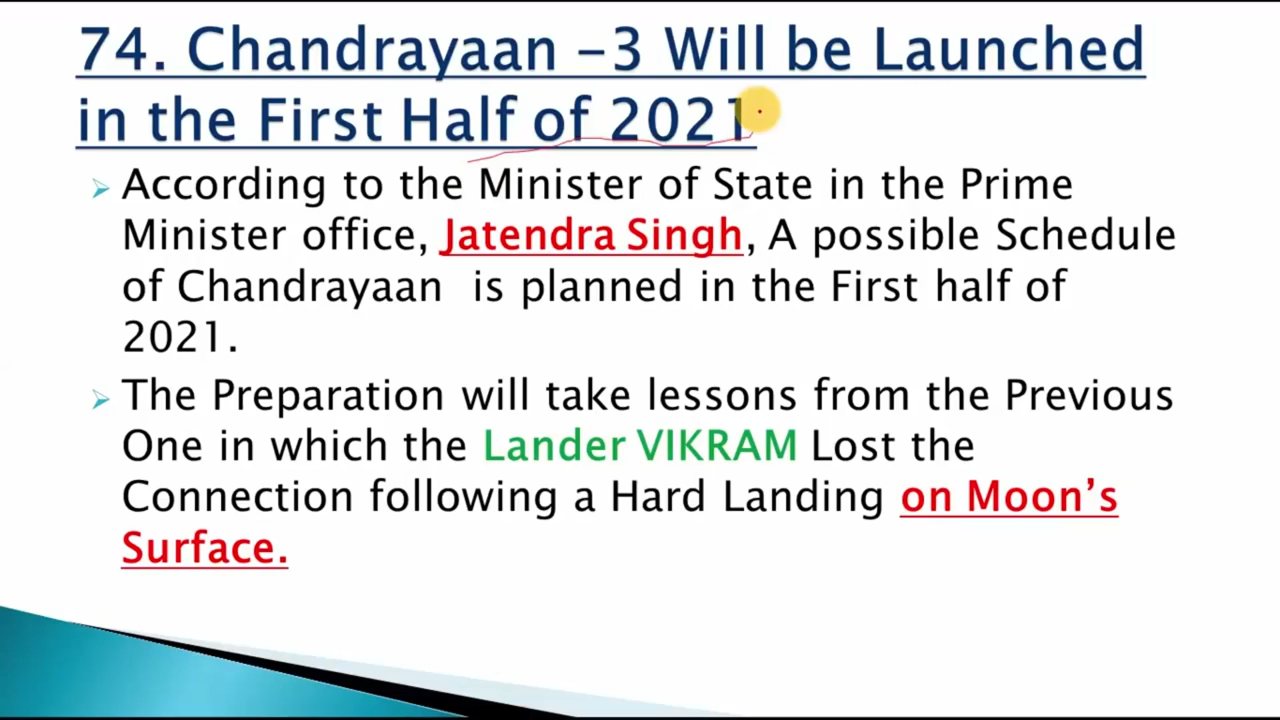 74. Chandrayaan -3 Will be Launched
in the First Half of 2021
According to the Minister of State in the Prime
Minister office, Jatendra Singh, A possible Schedule
of Chandrayaan is planned in the First half of
2021.
The Preparation will take lessons from the Previous
One in which the Lander VIKRAM Lost the
Connection following a Hard Landing on Moon's
Surface.